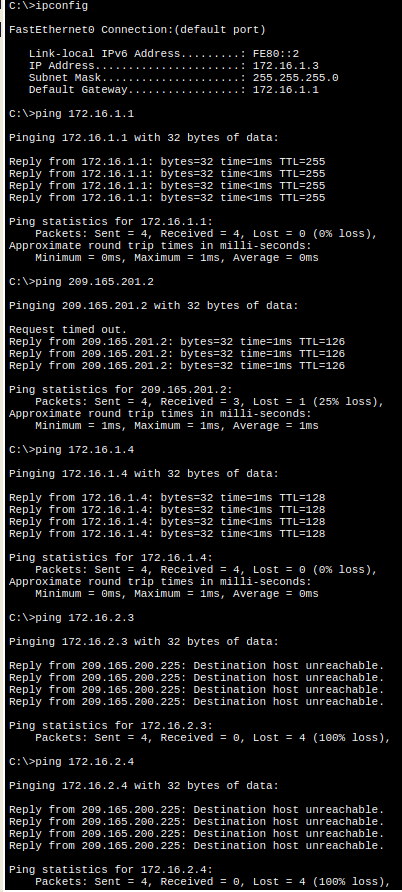 C:\>ipconfig
FastEthernet0 Connection:(default port)
Link-local IPv6 Address.........: FE80::2
IP Address......................: 172.16.1.3
Subnet Mask.....................: 255.255.255.0
Default Gateway.................: 172.16.1.1
C:\>ping 172.16.1.1
Pinging 172.16.1.1 with 32 bytes of data:
Reply from 172.16.1.1: bytes=32 time=1ms TTL=255
Reply from 172.16.1.1: bytes=32 time<1ms TTL=255
Reply from 172.16.1.1: bytes=32 time<1ms TTL=255
Reply from 172.16.1.1: bytes=32 time<1ms TTL=255
Ping statistics for 172.16.1.1:
Packets: Sent = 4, Received = 4, Lost = 0 (0% loss),
Approximate round trip times in milli-seconds:
Minimum = 0ms, Maximum = 1ms, Average = 0ms
C:\>ping 209.165.201.2
Pinging 209.165.201.2 with 32 bytes of data:
Request timed out.
Reply from 209.165.201.2: bytes=32 time=1ms TTL=126
Reply from 209.165.201.2: bytes=32 time=1ms TTL=126
Reply from 209.165.201.2: bytes=32 time=1ms TTL=126
Ping statistics for 209.165.201.2:
Packets: Sent = 4, Received = 3, Lost = 1 (25% loss),
Approximate round trip times in milli-seconds:
Minimum = 1ms, Maximum = 1ms, Average = 1ms
C:\>ping 172.16.1.4
Pinging 172.16.1.4 with 32 bytes of data:
Reply from 172.16.1.4: bytes=32 time=1ms TTL=128
Reply from 172.16.1.4: bytes=32 time<1ms TTL=128
Reply from 172.16.1.4: bytes=32 time<1ms TTL=128
Reply from 172.16.1.4: bytes=32 time<1ms TTL=128
Ping statistics for 172.16.1.4:
Packets: Sent = 4, Received = 4, Lost = 0 (0% loss),
Approximate round trip times in milli-seconds:
Minimum = 0ms, Maximum = 1ms, Average = 0ms
C:\>ping 172.16.2.3
Pinging 172.16.2.3 with 32 bytes of data:
Reply from 209.165.200.225: Destination host unreachable.
Reply from 209.165.200.225: Destination host unreachable.
Reply from 209.165.200.225: Destination host unreachable.
Reply from 209.165.200.225: Destination host unreachable.
Ping statistics for 172.16.2.3:
Packets: Sent = 4, Received = 0, Lost = 4 (100% loss),
C:\>ping 172.16.2.4
Pinging 172.16.2.4 with 32 bytes of data:
Reply from 209.165.200.225: Destination host unreachable.
Reply from 209.165.200.225: Destination host unreachable.
Reply from 209.165.200.225: Destination host unreachable.
Reply from 209.165.200.225: Destination host unreachable.
Ping statistics for 172.16.2.4:
Packets: Sent = 4, Received = 0, Lost = 4 (100% loss),